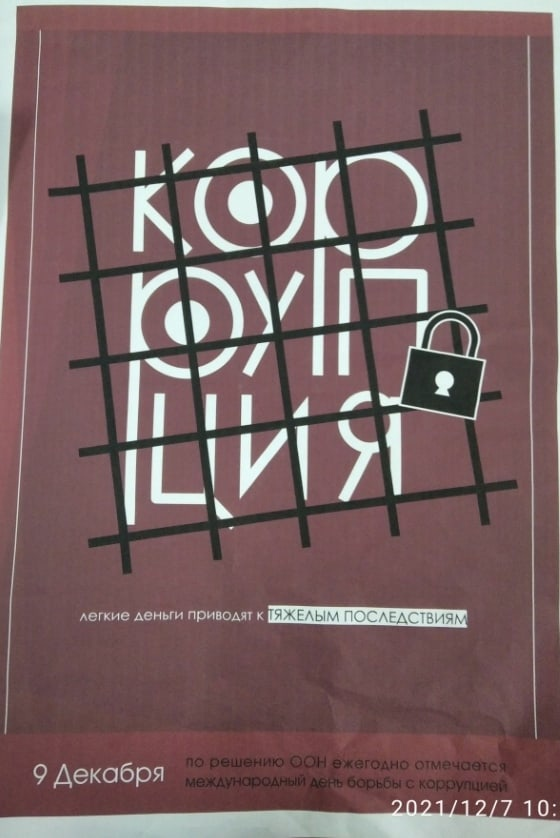 КОР
РУП
ЦИЯ
легкие деньги приводят к ТЯЖЕЛЫМ ПОСЛЕДСТВИЯМ
9 Декабря
по решению ООН ежегодно отмечается
международный день борьбы с коррупцией
2021/12/7 10: